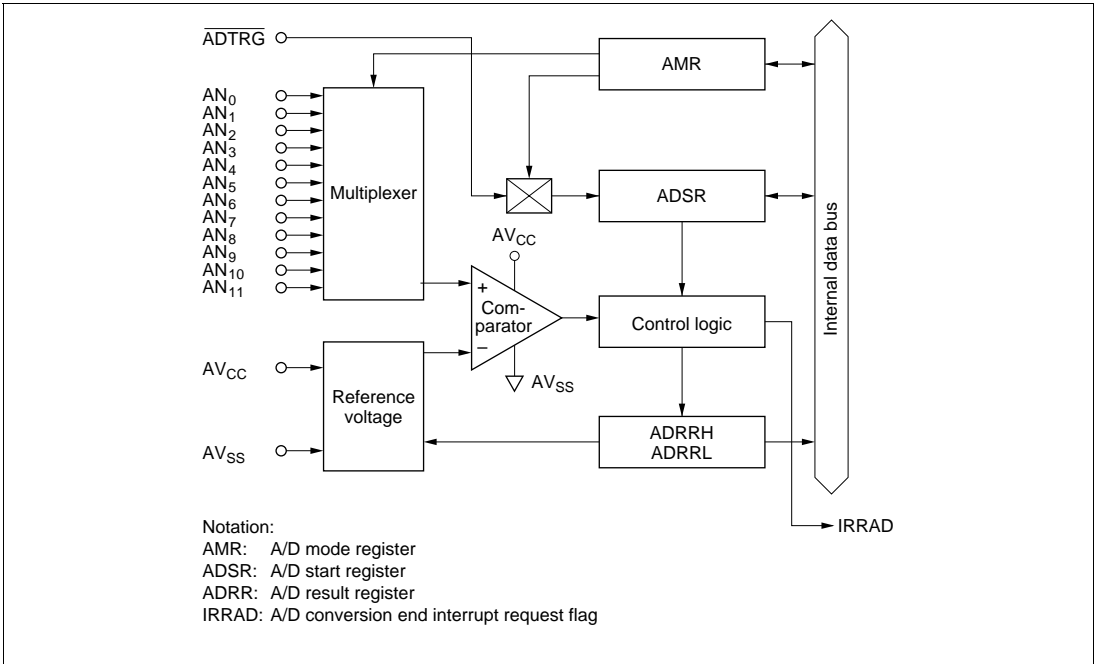 ADTRG
AN0
AN1
AN2
AN3
AN4
AN5
AN6
AN7
AN8
AN9
AN10
AN11
Multiplexer
AMR
ADSR
AVCC
+
Com-
parator
–
AVSS
Control logic
Internal data bus
AVCC
AVSS
Reference
voltage
ADRRH
ADRRL
IRRAD
Notation:
AMR: A/D mode register
ADSR: A/D start register
ADRR: A/D result register
IRRAD: A/D conversion end interrupt request flag